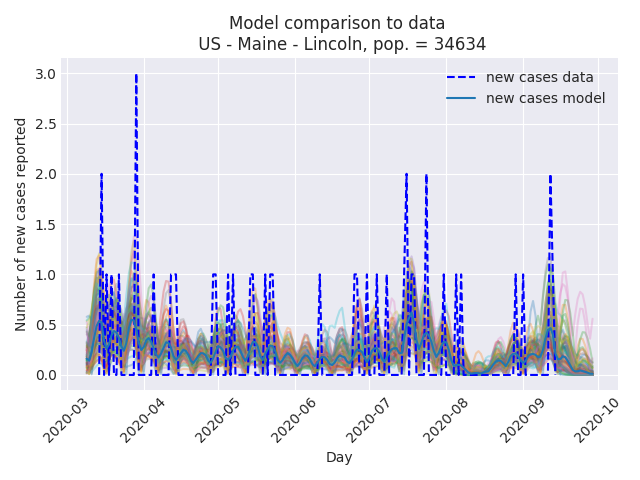 Model comparison to data
US - Maine - Lincoln, pop. = 34634
new cases data
new cases model
Number of new cases reported
3.0
2.5
2.0
1.5
1.0
0.5
0.0
2020-03
2020-04
2020-05
2020-06
2020-07
2020-08
2020-09
2020-10
Day